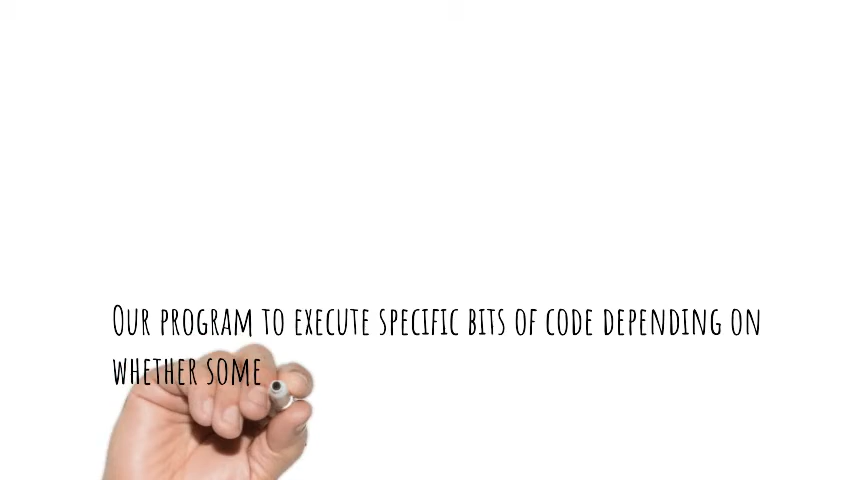 Our program to execute specific bits of code depending on
whether some